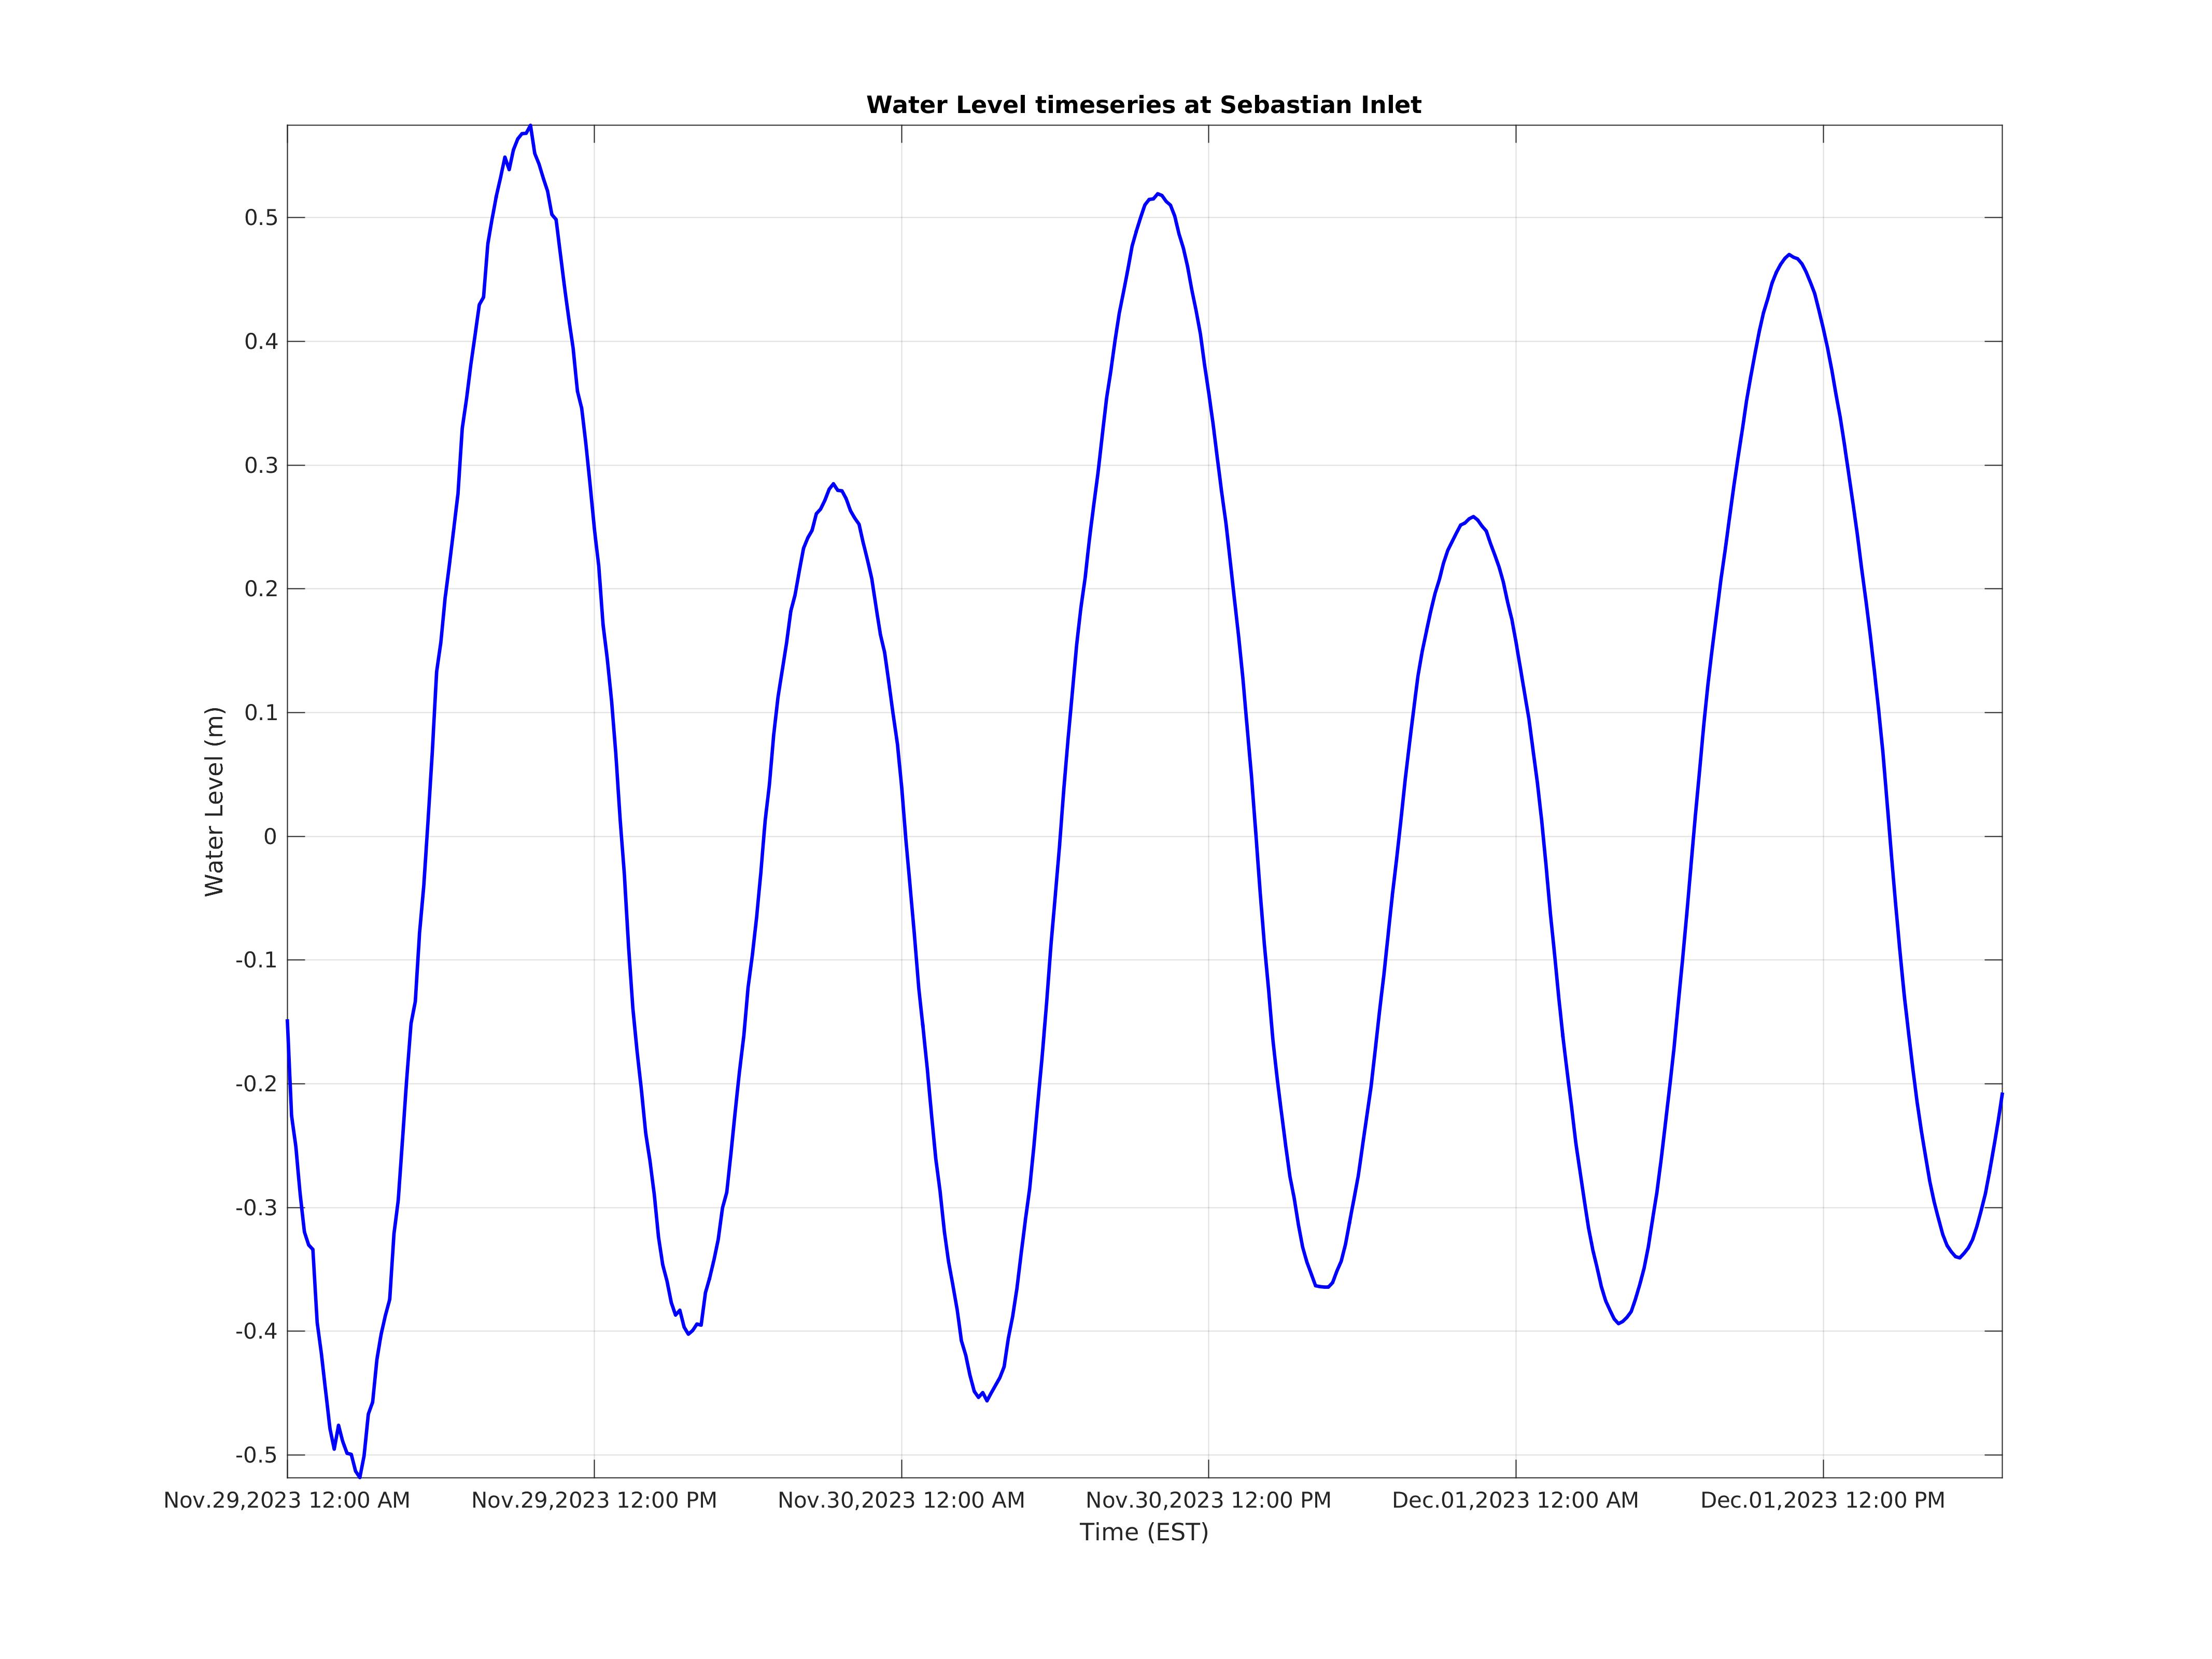 Water Level timeseries at Sebastian Inlet
0.5
0.4
0.3
0.2
0.1
0
-0.1
-0.2
-0.3
-0.4
-0.5
Water Level (m)
Nov.29,2023 12:00 AM Nov.29,2023 12:00 PM Nov.30,2023 12:00 AM Nov.30,2023 12:00 PM Dec.01,2023 12:00 AM Dec.01,2023 12:00 PM
Time (EST)